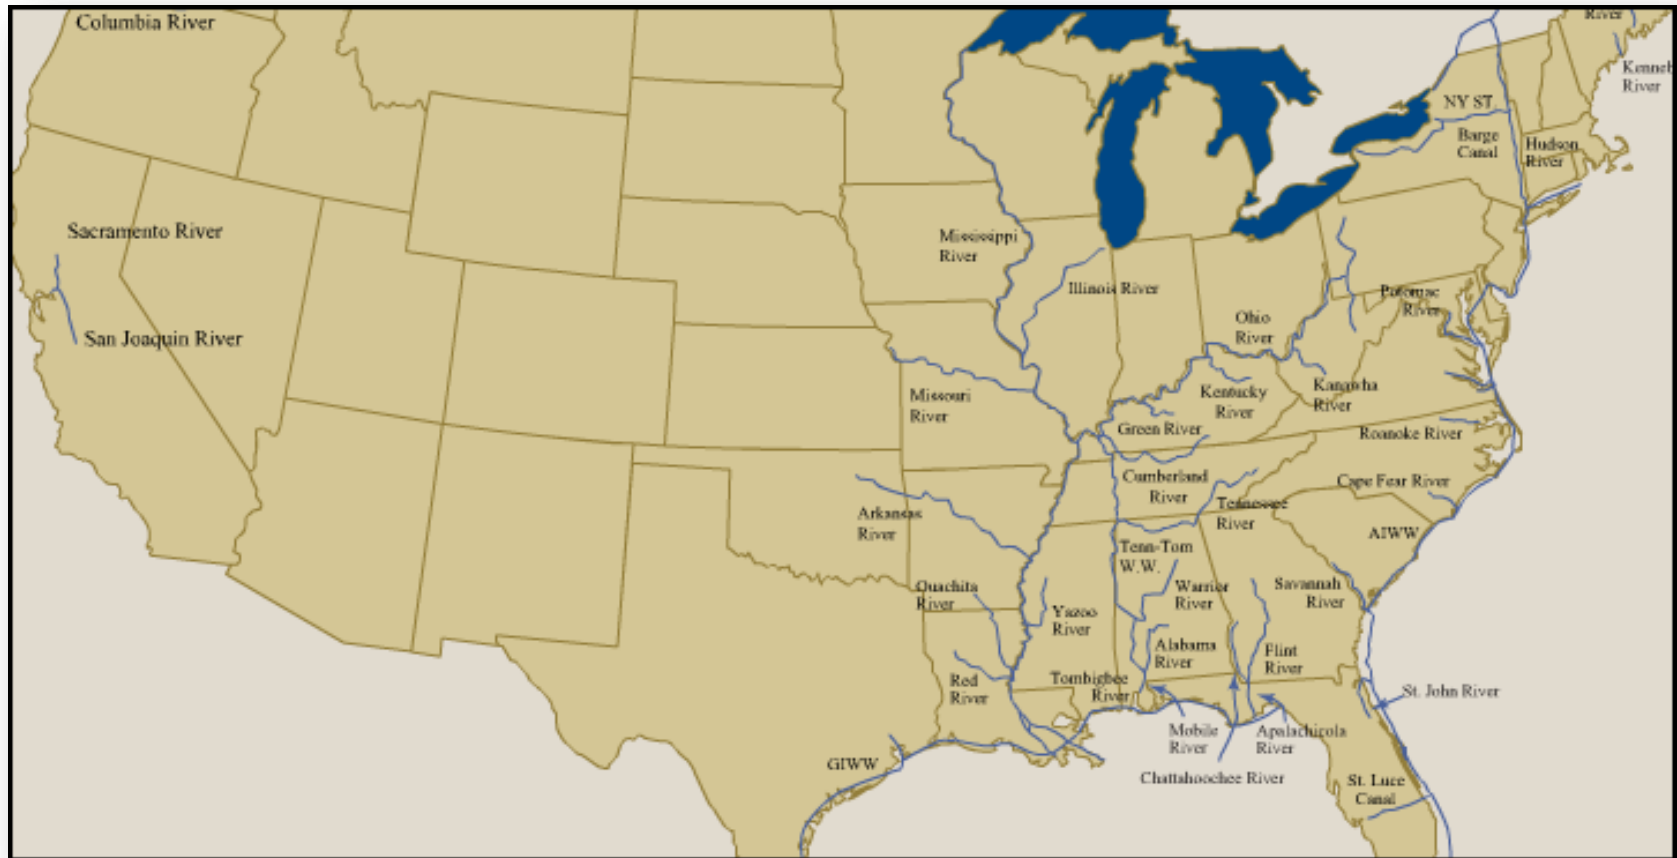 Columbia River
River
Kenneb
River
NY ST.
Barge
Canal
Hudson
River
Sacramento River
San Joaquin River
Mississippi
River
Illinois River
Ohio
River
Potomac
River
Missouri
River
Kentucky
River
Kanawha
River
Green River
Roanoke River
Cumberland
River
Cape Fear River
Tennessee
River
Arkansas
River
AIWW
Tenn-Tom
W.W.
Ouachita
River
Yazoo
River
Warrior
River
Savannah
River
Alabama
River
Flint
River
Red
River
Tombigbee
River
St. John River
Mobile
River
Apalachicola
River
GIWW
Chattahoochee River
St. Luce
Canal